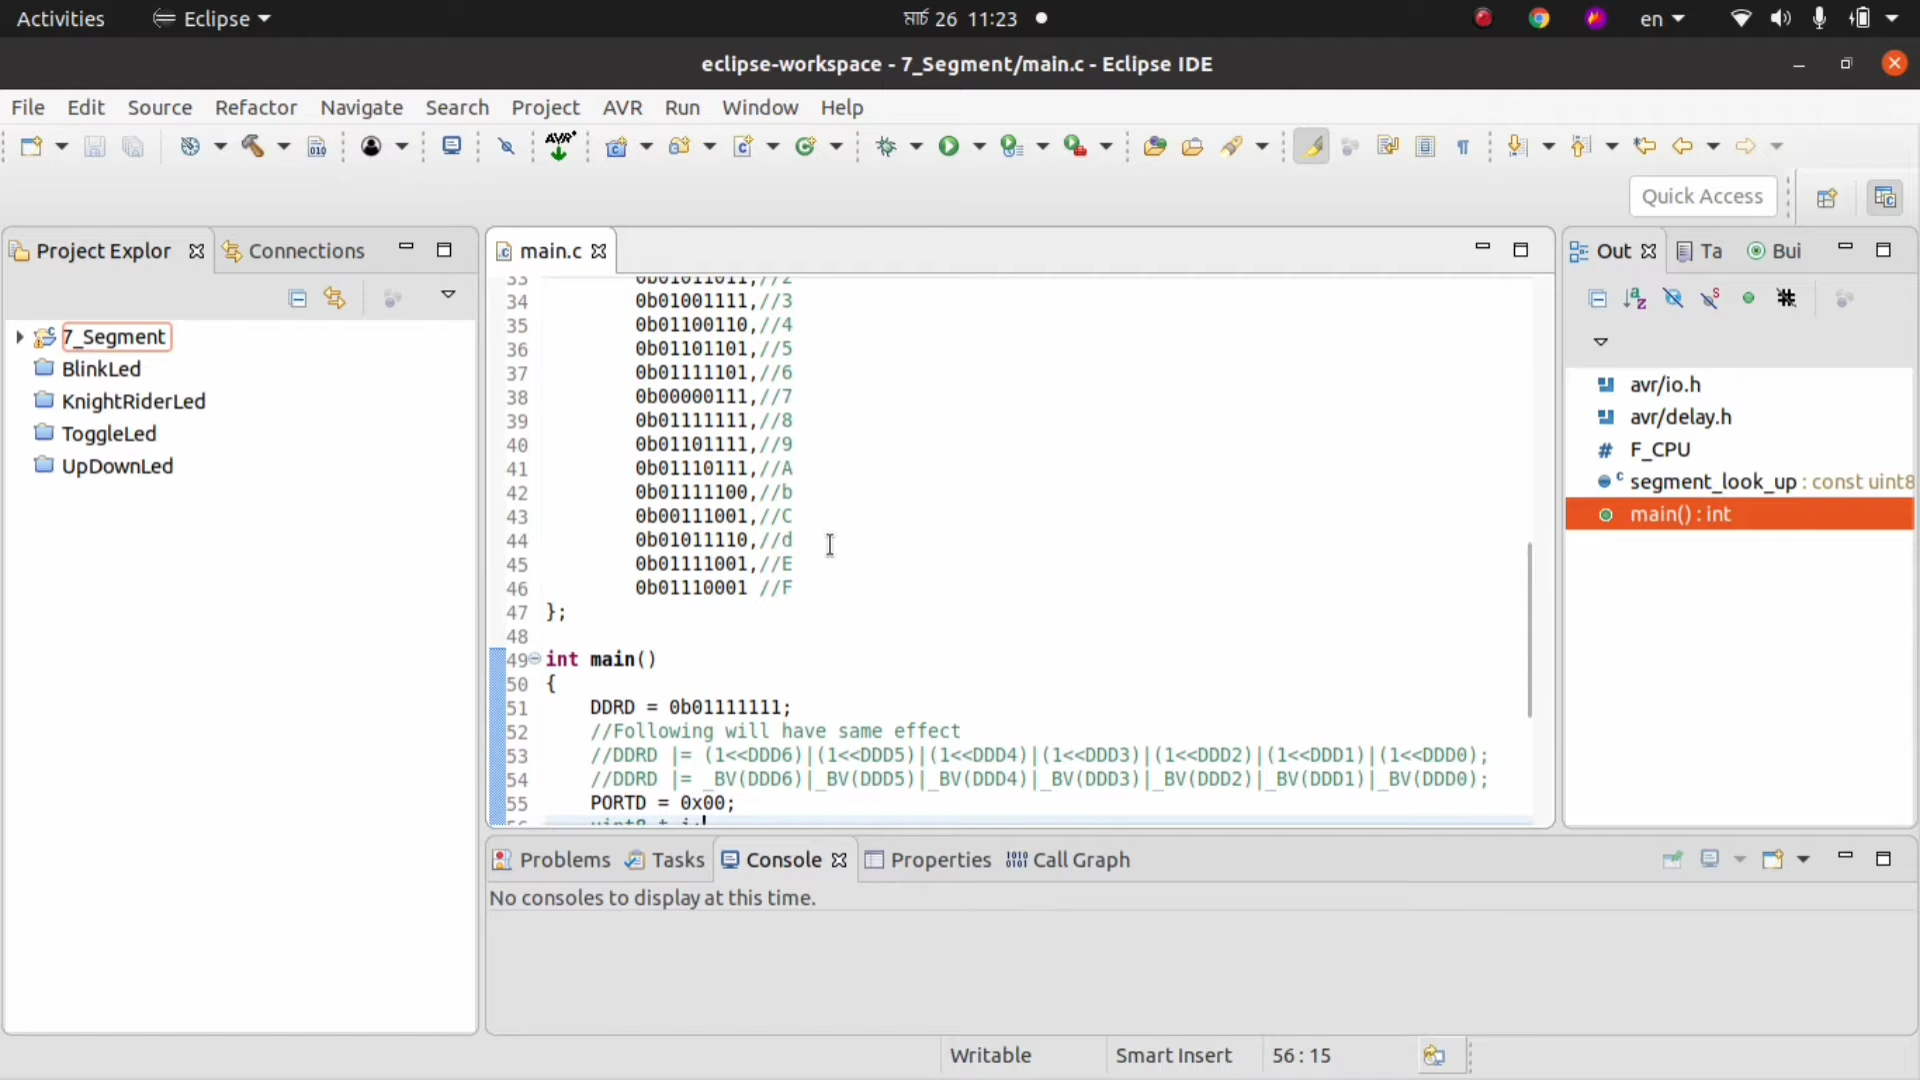 Activities Eclipse মার্চ 26 11:23 en
eclipse-workspace - 7_Segment/main.c - Eclipse IDE
File Edit Source Refactor Navigate Search Project AVR Run Window Help
Quick Access
Project Explor Connections
main.c
Out Ta Bui
7_Segment
BlinkLed
KnightRiderLed
ToggleLed
UpDownLed
33 0b01011011,//2
34 0b01001111,//3
35 0b01100110,//4
36 0b01101101,//5
37 0b01111101,//6
38 0b00000111,//7
39 0b01111111,//8
40 0b01101111,//9
41 0b01110111,//A
42 0b01111100,//b
43 0b00111001,//C
44 0b01011110,//d
45 0b01111001,//E
46 0b01110001 //F
47 };
48
49 int main()
50 {
51 DDRD = 0b01111111;
52 //Following will have same effect
53 //DDRD |= (1<<DDD6)|(1<<DDD5)|(1<<DDD4)|(1<<DDD3)|(1<<DDD2)|(1<<DDD1)|(1<<DDD0);
54 //DDRD |= _BV(DDD6)|_BV(DDD5)|_BV(DDD4)|_BV(DDD3)|_BV(DDD2)|_BV(DDD1)|_BV(DDD0);
55 PORTD = 0x00;
56 uint8_t i;
avr/io.h
avr/delay.h
# F_CPU
segment_look_up : const uint8
main() : int
Problems Tasks Console Properties Call Graph
No consoles to display at this time.
Writable Smart Insert 56 : 15